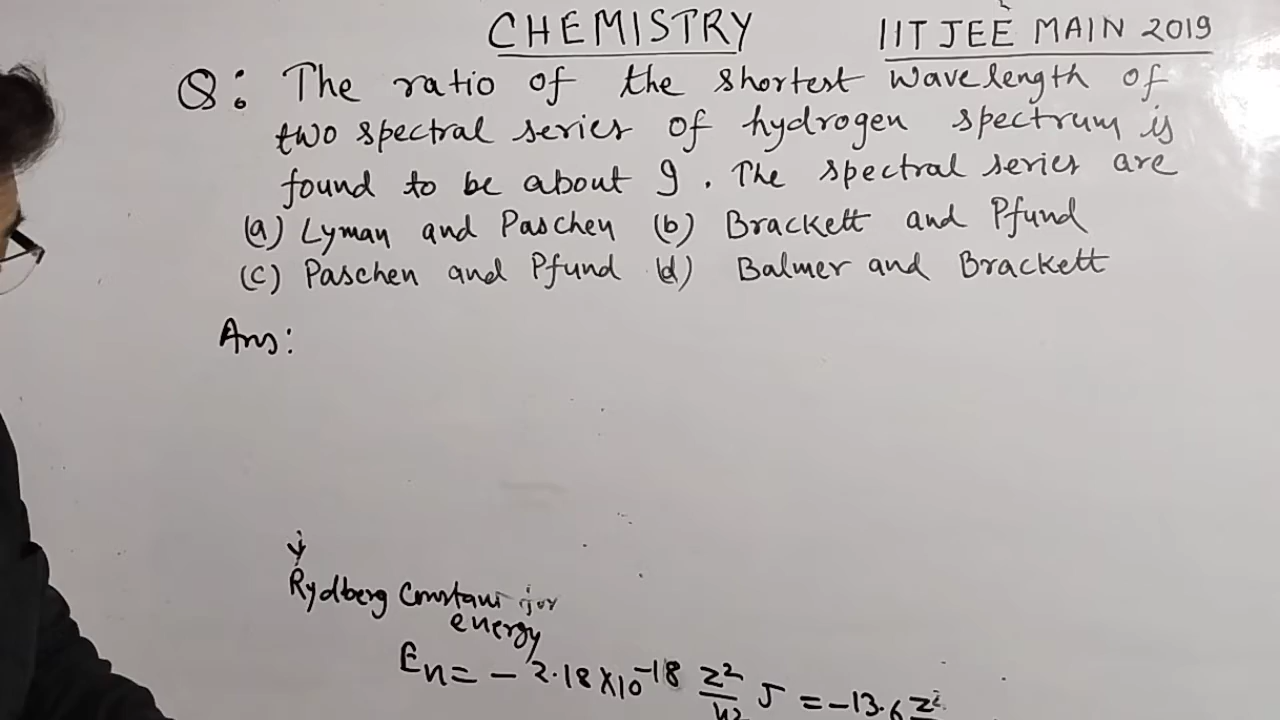 CHEMISTRY IIT JEE MAIN 2019
Q: The ratio of the shortest wavelength of
two spectral series of hydrogen spectrum is
found to be about 9. The spectral series are
(a) Lyman and Paschen (b) Brackett and Pfund
(c) Paschen and Pfund (d) Balmer and Brackett
Ans:
Rydberg Constant for
energy
En = - 2.18 × 10^-18 Z²/n² J = -13.6 Z²